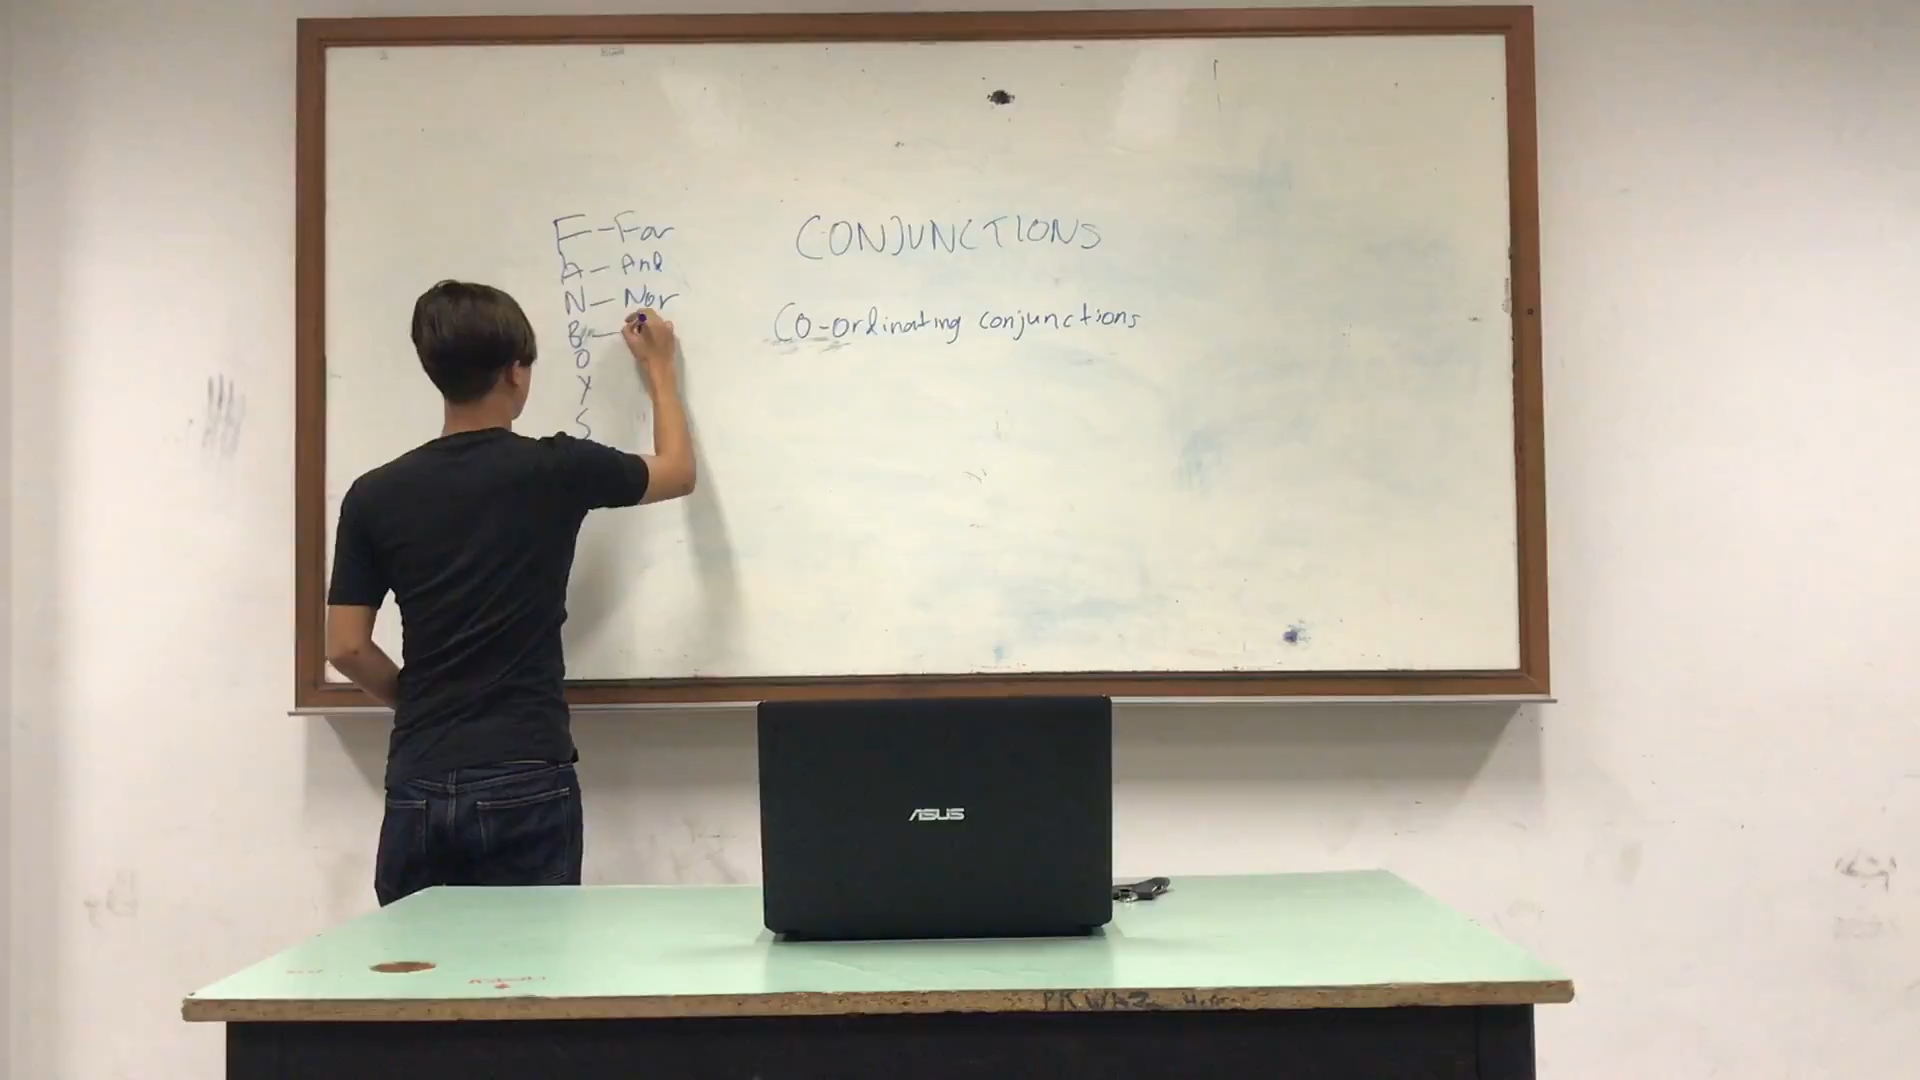 F - For
A - And
N - Nor
B -
O
Y
S
CONJUNCTIONS
Co-ordinating conjunctions
ASUS